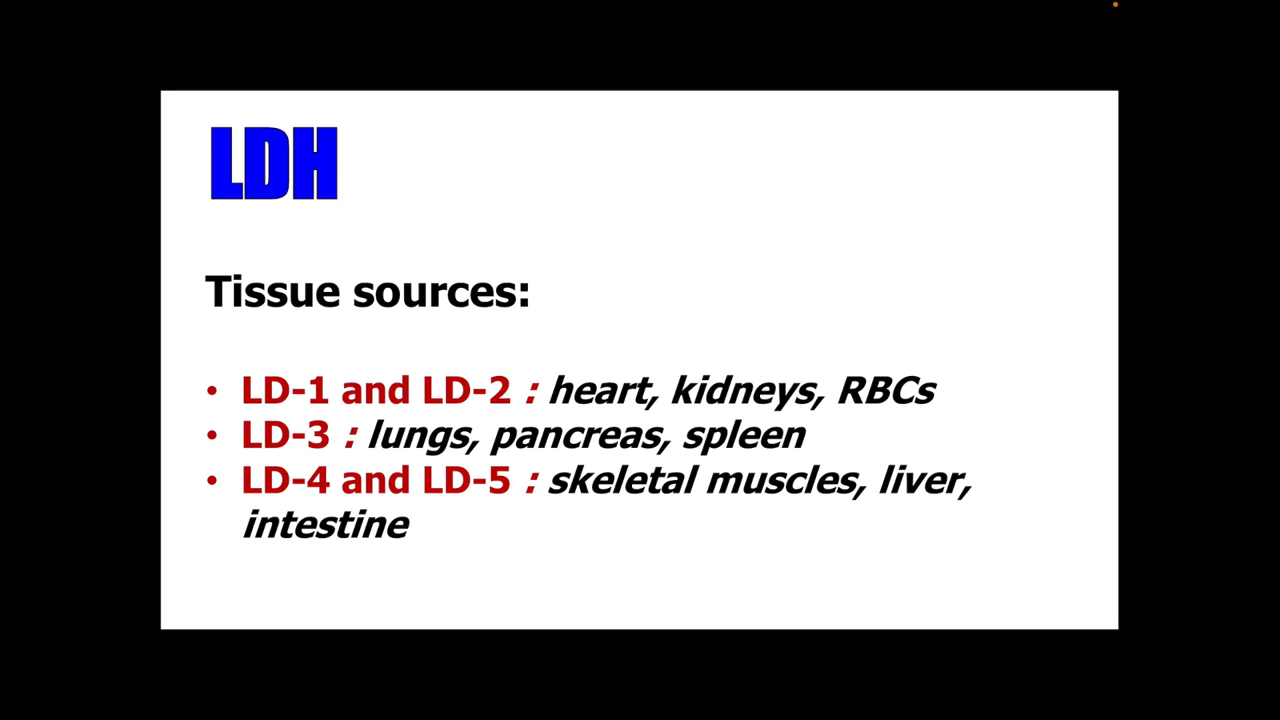 LDH
Tissue sources:
• LD-1 and LD-2 : heart, kidneys, RBCs
• LD-3 : lungs, pancreas, spleen
• LD-4 and LD-5 : skeletal muscles, liver,
intestine